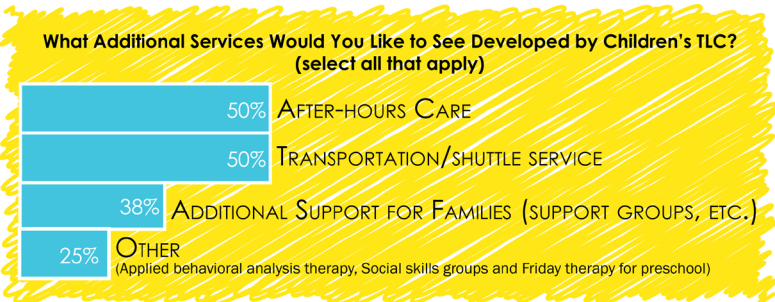 What Additional Services Would You Like to See Developed by Children's TLC?
(select all that apply)
50% After-hours Care
50% Transportation/shuttle service
38% Additional Support for Families (support groups, etc.)
25% Other
(Applied behavioral analysis therapy, Social skills groups and Friday therapy for preschool)